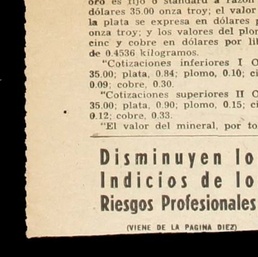 oro es fijo o standard a razón
dólares 35.00 onza troy; el valor
la plata se expresa en dólares p
onza troy; y los valores del plom
cinc y cobre en dólares por lib
de 0.4536 kilogramos.
"Cotizaciones inferiores I O
35.00; plata, 0.84; plomo, 0.10; ci
0.09; cobre, 0.30.
"Cotizaciones superiores II O
35.00; plata, 0.90; plomo, 0.15; ci
0.12; cobre, 0.33.
"El valor del mineral, por to
Disminuyen lo
Indicios de lo
Riesgos Profesionales
(VIENE DE LA PAGINA DIEZ)